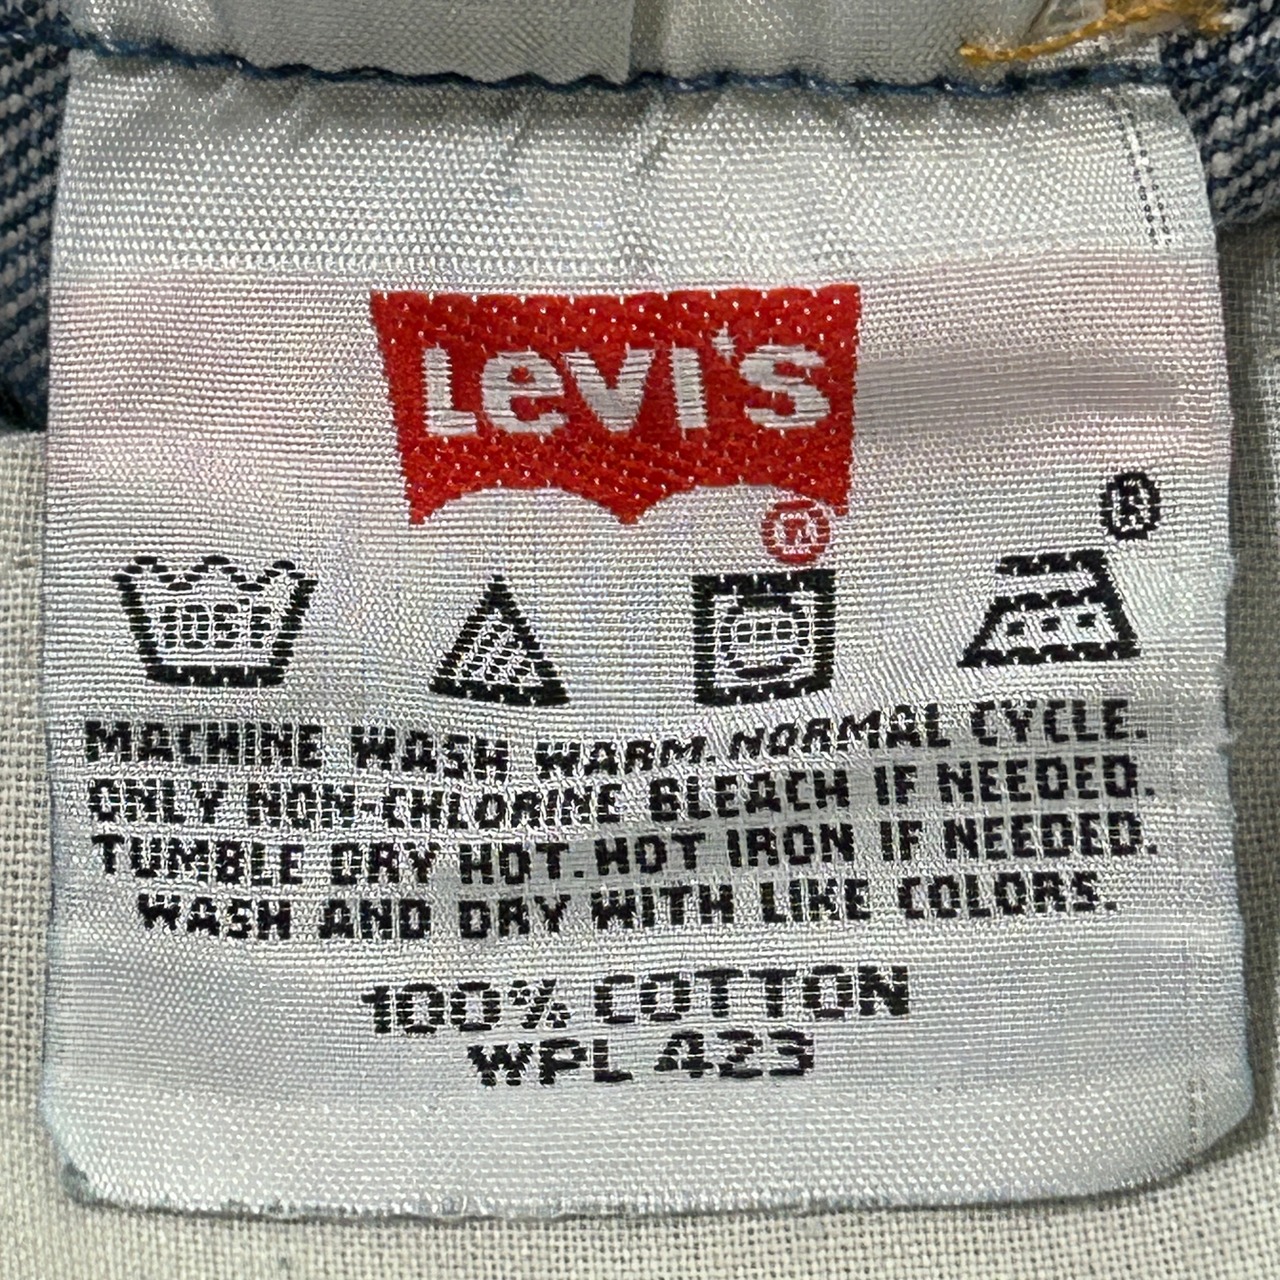 LEVI'S
®
®
105F
MACHINE WASH WARM. NORMAL CYCLE.
ONLY NON-CHLORINE BLEACH IF NEEDED.
TUMBLE DRY HOT. HOT IRON IF NEEDED.
WASH AND DRY WITH LIKE COLORS.
100% COTTON
WPL 423